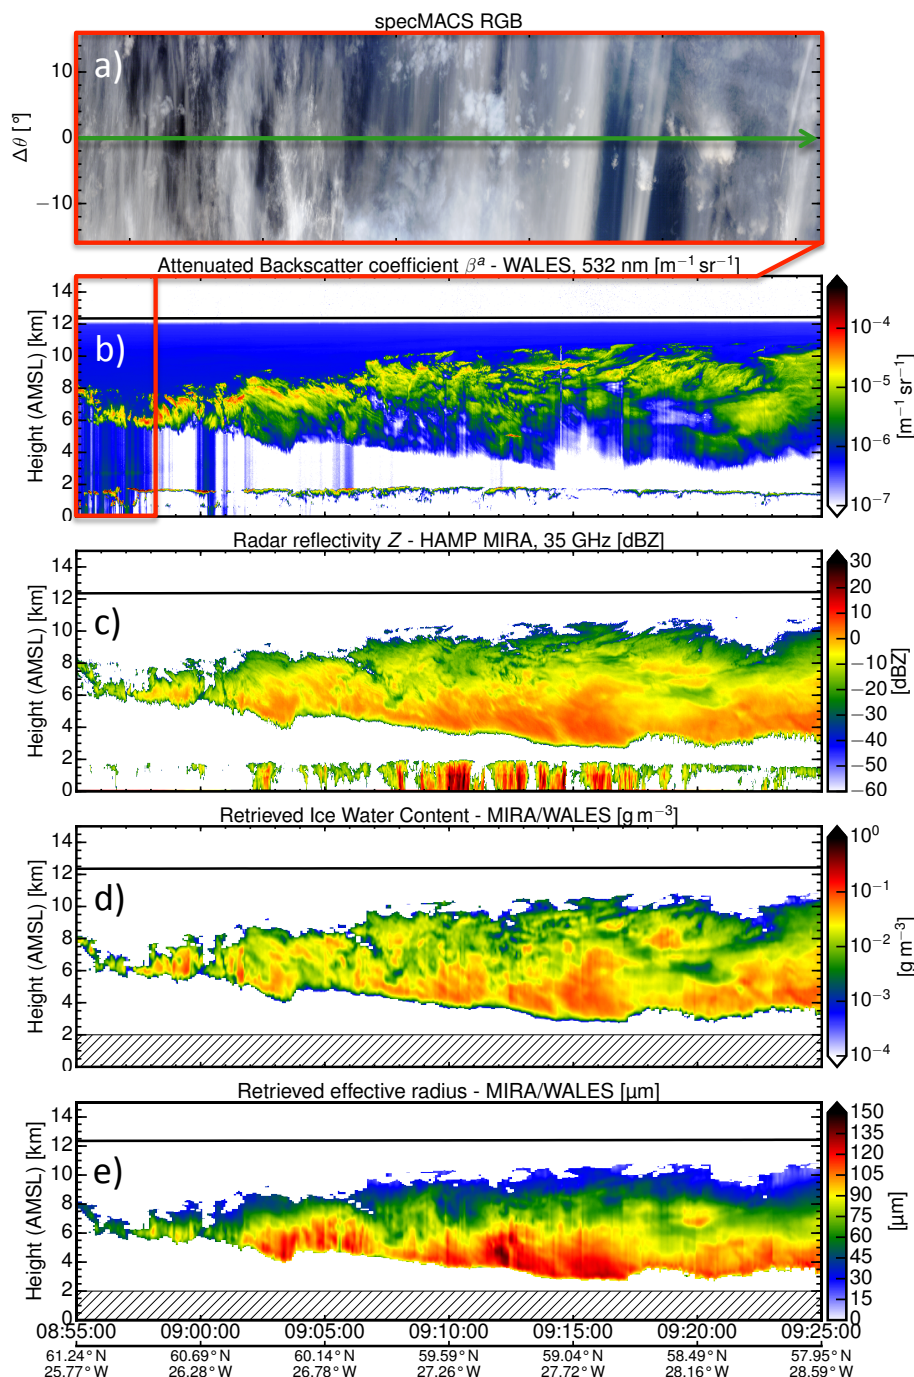 specMACS RGB
a)
Δθ [°]
10
0
−10
Attenuated Backscatter coefficient βᵃ - WALES, 532 nm [m⁻¹ sr⁻¹]
b)
Height (AMSL) [km]
14
12
10
8
6
4
2
0
10⁻⁴
10⁻⁵
10⁻⁶
10⁻⁷
[m⁻¹ sr⁻¹]
Radar reflectivity Z - HAMP MIRA, 35 GHz [dBZ]
c)
Height (AMSL) [km]
14
12
10
8
6
4
2
0
30
20
10
0
−10
−20
−30
−40
−50
−60
[dBZ]
Retrieved Ice Water Content - MIRA/WALES [g m⁻³]
d)
Height (AMSL) [km]
14
12
10
8
6
4
2
0
10⁰
10⁻¹
10⁻²
10⁻³
10⁻⁴
[g m⁻³]
Retrieved effective radius - MIRA/WALES [µm]
e)
Height (AMSL) [km]
14
12
10
8
6
4
2
0
150
135
120
105
90
75
60
45
30
15
0
[µm]
08:55:00 09:00:00 09:05:00 09:10:00 09:15:00 09:20:00 09:25:00
61.24° N 60.69° N 60.14° N 59.59° N 59.04° N 58.49° N 57.95° N
25.77° W 26.28° W 26.78° W 27.26° W 27.72° W 28.16° W 28.59° W